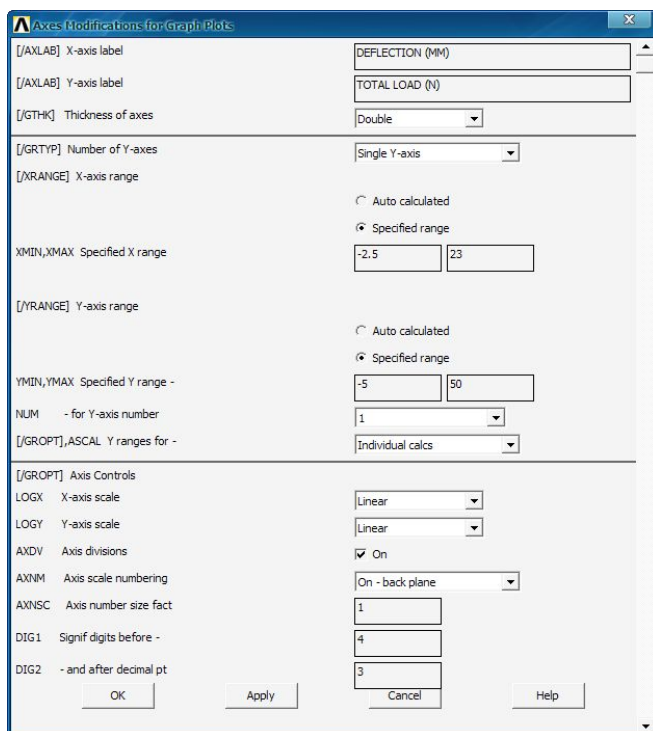 Axes Modifications for Graph Plots
[/AXLAB] X-axis label DEFLECTION (MM)
[/AXLAB] Y-axis label TOTAL LOAD (N)
[/GTHK] Thickness of axes Double
[/GRTYP] Number of Y-axes Single Y-axis
[/XRANGE] X-axis range
Auto calculated
Specified range
XMIN,XMAX Specified X range -2.5 23
[/YRANGE] Y-axis range
Auto calculated
Specified range
YMIN,YMAX Specified Y range - -5 50
NUM - for Y-axis number 1
[/GROPT],ASCAL Y ranges for - Individual calcs
[/GROPT] Axis Controls
LOGX X-axis scale Linear
LOGY Y-axis scale Linear
AXDV Axis divisions On
AXNM Axis scale numbering On - back plane
AXNSC Axis number size fact 1
DIG1 Signif digits before - 4
DIG2 - and after decimal pt 3
OK Apply Cancel Help